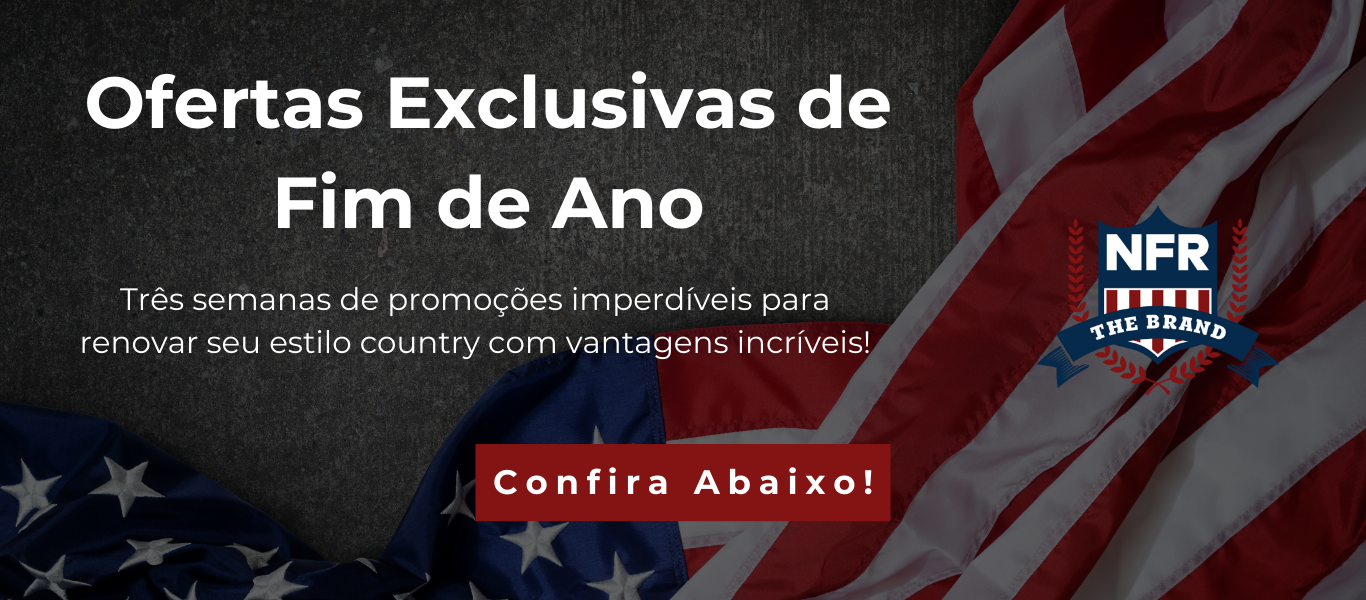 Ofertas Exclusivas de
Fim de Ano
Três semanas de promoções imperdíveis para
renovar seu estilo country com vantagens incríveis!
NFR
THE BRAND
Confira Abaixo!